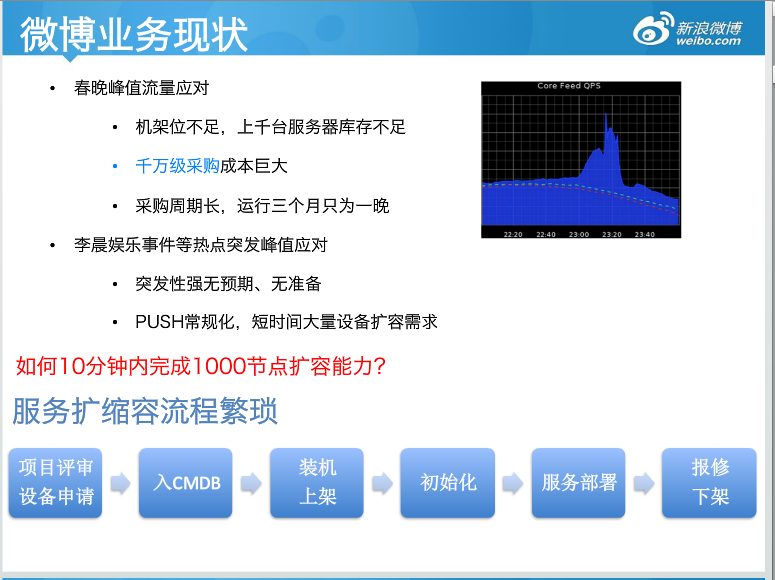 微博业务现状
新浪微博
weibo.com
• 春晚峰值流量应对
• 机架位不足，上千台服务器库存不足
• 千万级采购成本巨大
• 采购周期长，运行三个月只为一晚
• 李晨娱乐事件等热点突发峰值应对
• 突发性强无预期、无准备
• PUSH常规化，短时间大量设备扩容需求
Core Feed QPS
22:20 22:40 23:00 23:20 23:40
如何10分钟内完成1000节点扩容能力?
服务扩缩容流程繁琐
项目评审
设备申请
入CMDB
装机
上架
初始化
服务部署
报修
下架